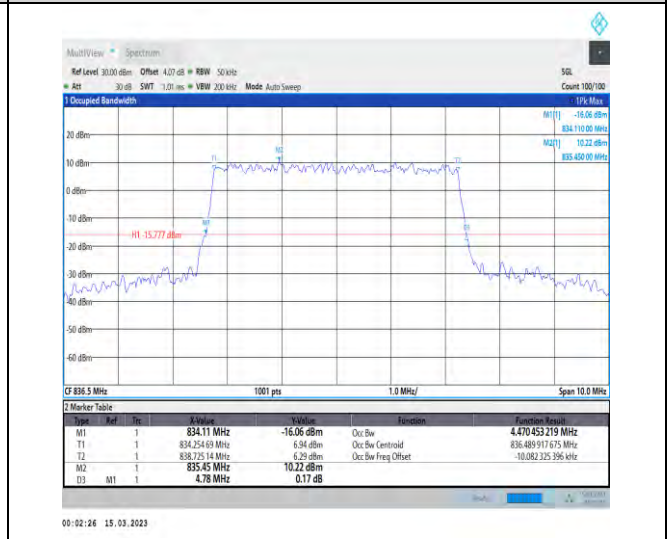 MultiView Spectrum
Ref Level 30.00 dBm Offset 4.07 dB RBW 50 kHz SGL
Att 30 dB SWT 1.01 ms VBW 200 kHz Mode Auto Sweep Count 100/100
1 Occupied Bandwidth 1Pk Max
M1[1] -16.06 dBm
834.110 00 MHz
20 dBm
M2[1] 10.22 dBm
835.450 00 MHz
M2
T1
T2
10 dBm
0 dBm
-10 dBm
M1
D3
H1 -15.777 dBm
-20 dBm
-30 dBm
-40 dBm
-50 dBm
-60 dBm
CF 836.5 MHz 1001 pts 1.0 MHz/ Span 10.0 MHz
2 Marker Table
Type Ref Trc X-Value Y-Value Function Function Result
M1 1 834.11 MHz -16.06 dBm Occ Bw 4.470 453 219 MHz
T1 1 834.254 69 MHz 6.94 dBm Occ Bw Centroid 836.489 917 675 MHz
T2 1 838.725 14 MHz 6.29 dBm Occ Bw Freq Offset -10.082 325 396 kHz
M2 1 835.45 MHz 10.22 dBm
D3 M1 1 4.78 MHz 0.17 dB
00:02:26 15.03.2023